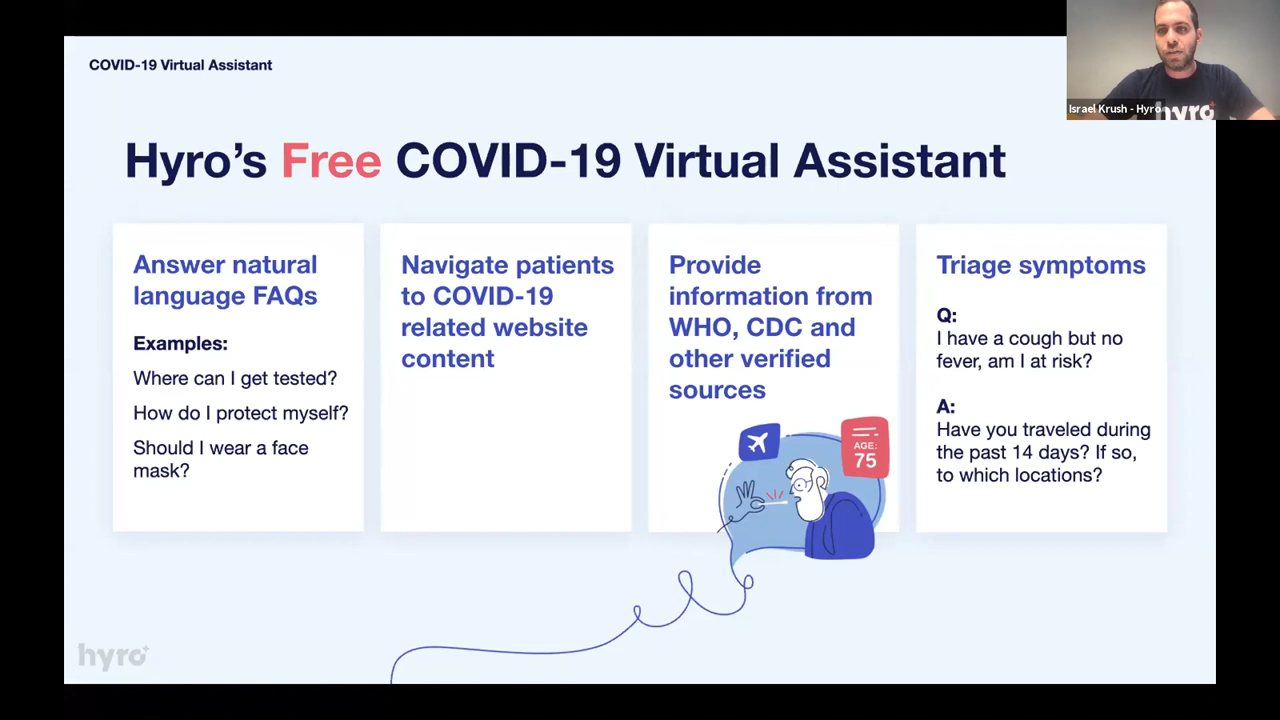 COVID-19 Virtual Assistant
Israel Krush - Hyro
hyro
Hyro's Free COVID-19 Virtual Assistant
Answer natural
language FAQs
Examples:
Where can I get tested?
How do I protect myself?
Should I wear a face
mask?
Navigate patients
to COVID-19
related website
content
Provide
information from
WHO, CDC and
other verified
sources
AGE:
75
Triage symptoms
Q:
I have a cough but no
fever, am I at risk?
A:
Have you traveled during
the past 14 days? If so,
to which locations?
hyro